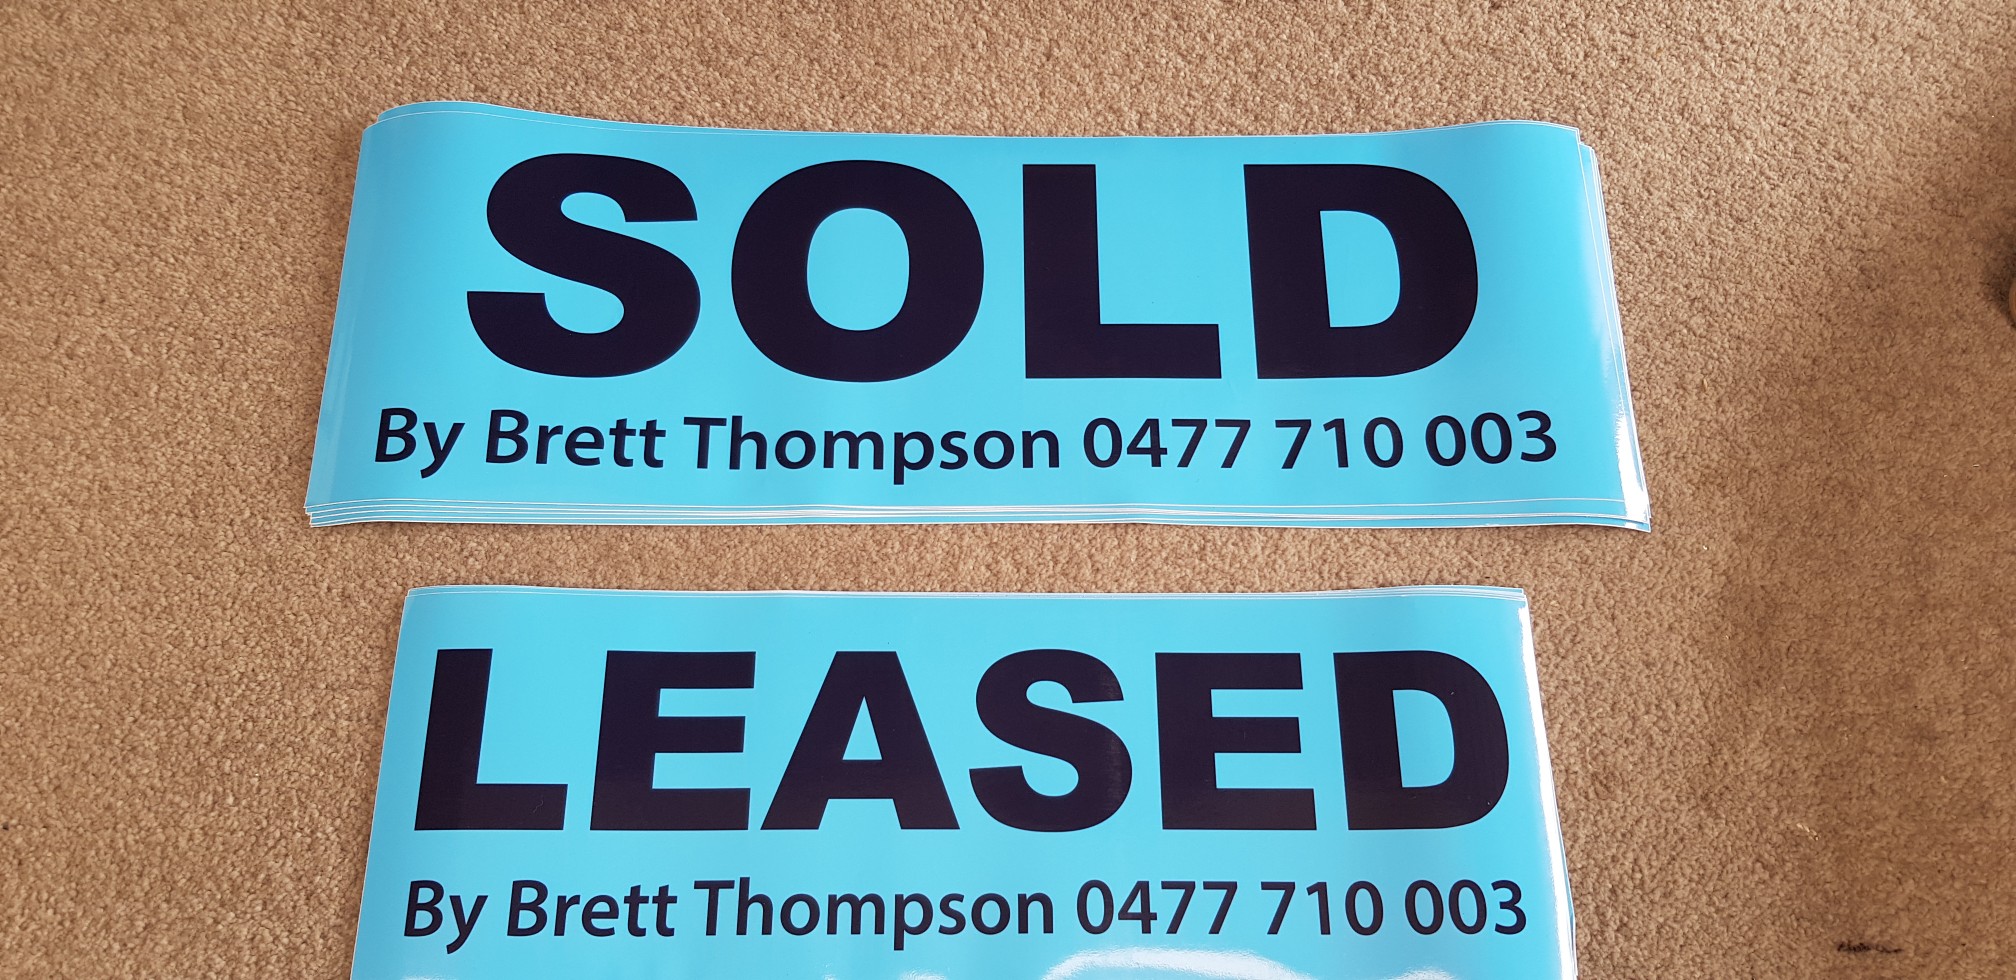 SOLD
By Brett Thompson 0477 710 003
LEASED
By Brett Thompson 0477 710 003